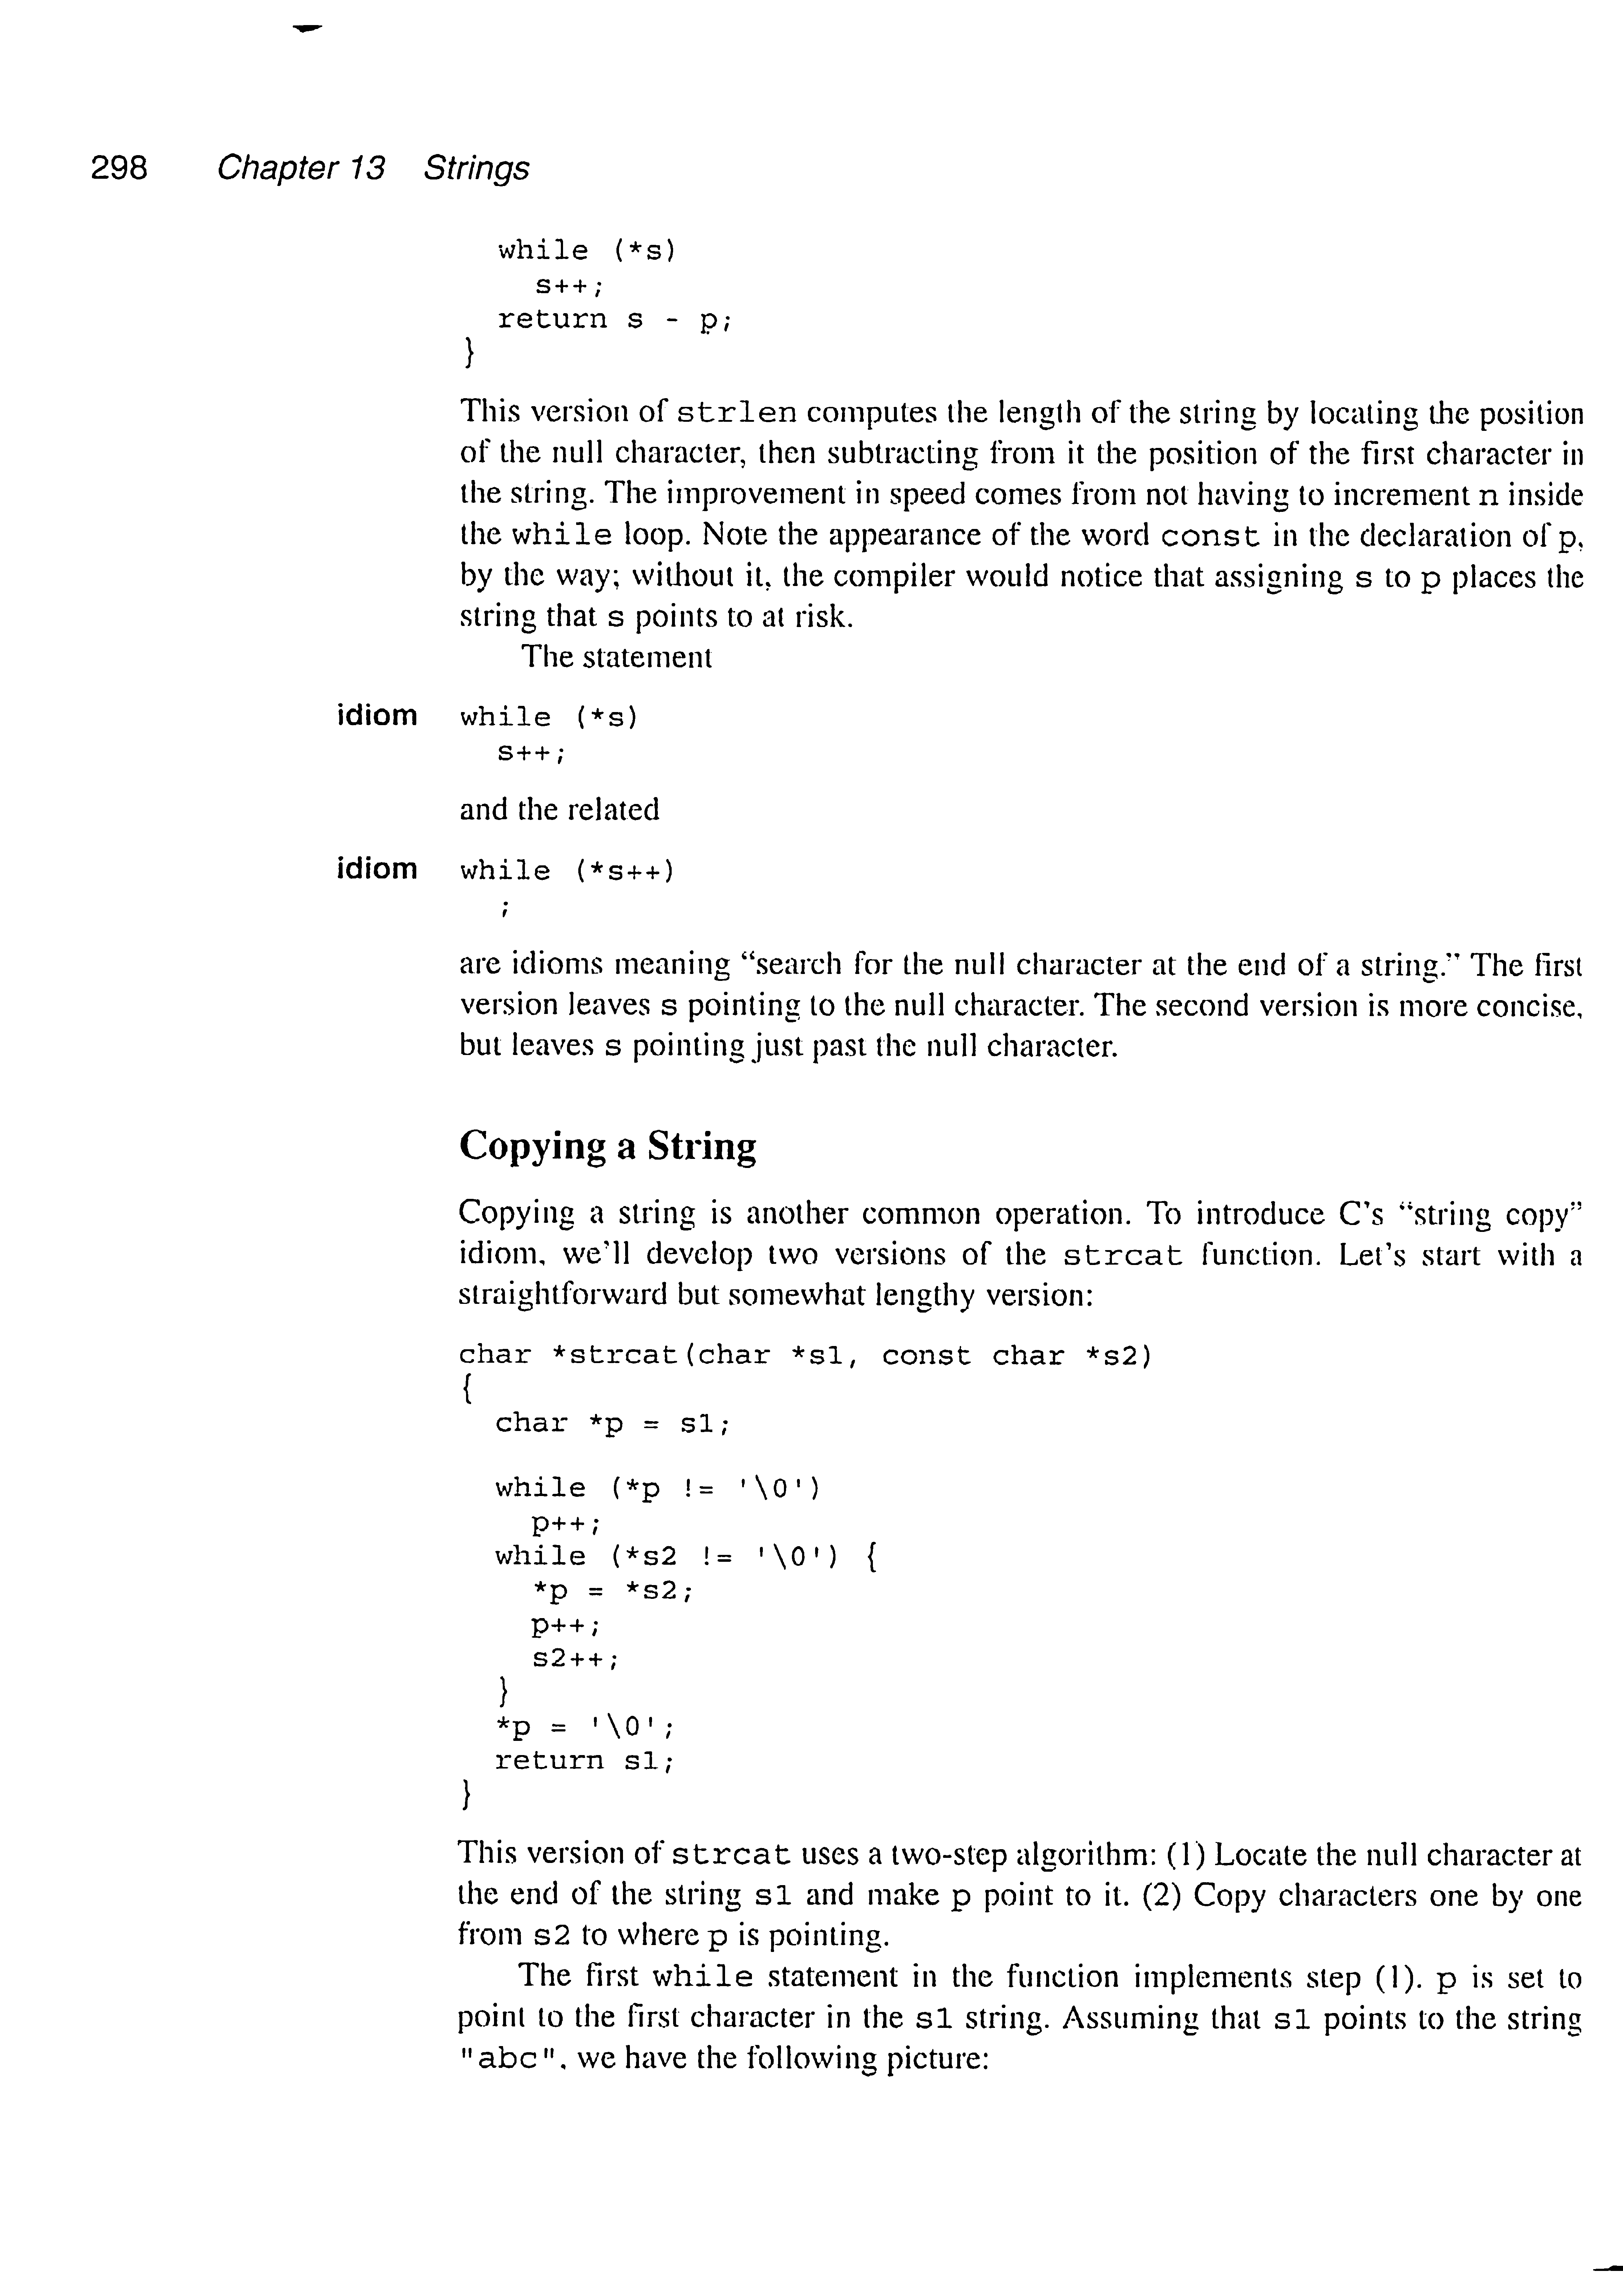 298 Chapter 13 Strings
while (*s)
s++;
return s - p;
}
This version of strlen computes the length of the string by locating the position
of the null character, then subtracting from it the position of the first character in
the string. The improvement in speed comes from not having to increment n inside
the while loop. Note the appearance of the word const in the declaration of p,
by the way; without it, the compiler would notice that assigning s to p places the
string that s points to at risk.
The statement
idiom while (*s)
s++;
and the related
idiom while (*s++)
;
are idioms meaning “search for the null character at the end of a string.” The first
version leaves s pointing to the null character. The second version is more concise,
but leaves s pointing just past the null character.
Copying a String
Copying a string is another common operation. To introduce C's “string copy”
idiom, we'll develop two versions of the strcat function. Let's start with a
straightforward but somewhat lengthy version:
char *strcat(char *s1, const char *s2)
{
char *p = s1;
while (*p != '\0')
p++;
while (*s2 != '\0') {
*p = *s2;
p++;
s2++;
}
*p = '\0';
return s1;
}
This version of strcat uses a two-step algorithm: (1) Locate the null character at
the end of the string s1 and make p point to it. (2) Copy characters one by one
from s2 to where p is pointing.
The first while statement in the function implements step (1). p is set to
point to the first character in the s1 string. Assuming that s1 points to the string
"abc", we have the following picture: